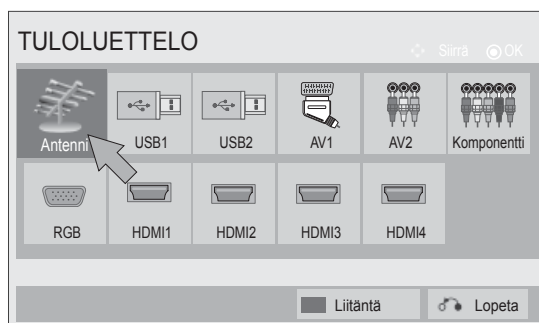 TULOLUETTELO
Siirrä OK
Antenni USB1 USB2 AV1 AV2 Komponentti
RGB HDMI1 HDMI2 HDMI3 HDMI4
Liitäntä Lopeta